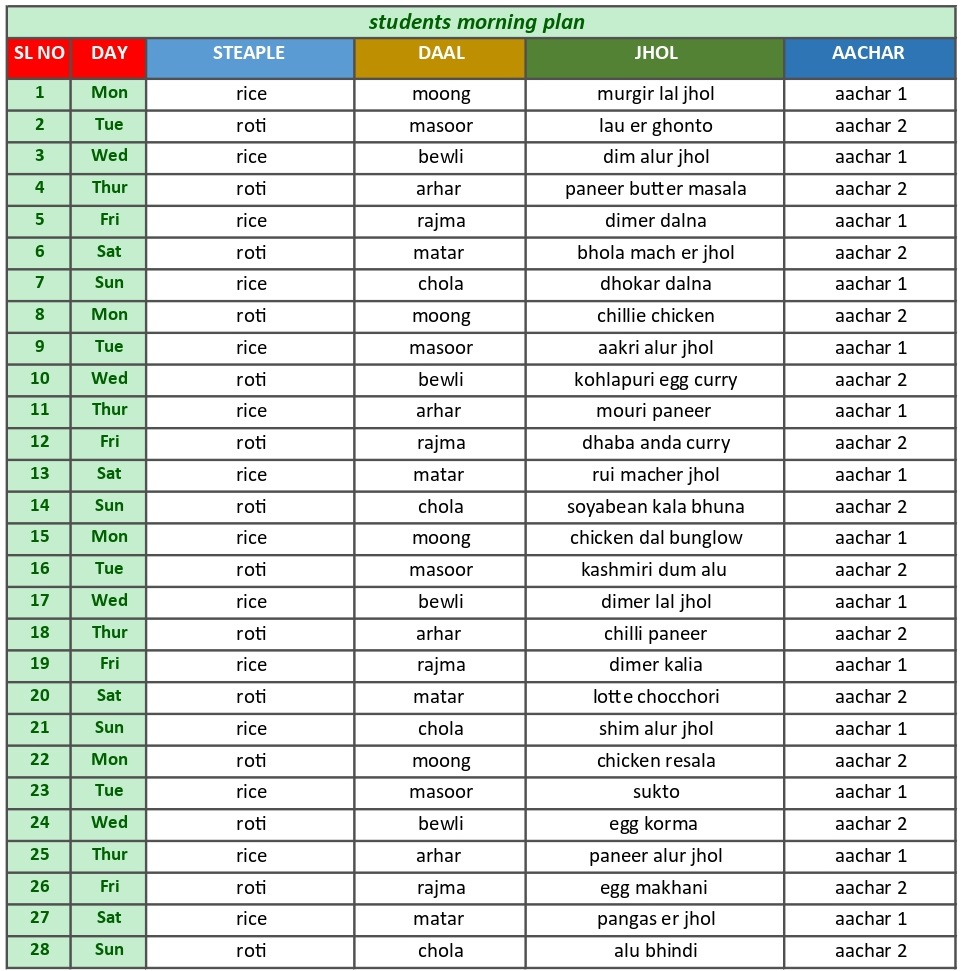 students morning plan
SL NO DAY STEAPLE DAAL JHOL AACHAR
1 Mon rice moong murgir lal jhol aachar 1
2 Tue roti masoor lau er ghonto aachar 2
3 Wed rice bewli dim alur jhol aachar 1
4 Thur roti arhar paneer butter masala aachar 2
5 Fri rice rajma dimer dalna aachar 1
6 Sat roti matar bhola mach er jhol aachar 2
7 Sun rice chola dhokar dalna aachar 1
8 Mon roti moong chillie chicken aachar 2
9 Tue rice masoor aakri alur jhol aachar 1
10 Wed roti bewli kohlapuri egg curry aachar 2
11 Thur rice arhar mouri paneer aachar 1
12 Fri roti rajma dhaba anda curry aachar 2
13 Sat rice matar rui macher jhol aachar 1
14 Sun roti chola soyabean kala bhuna aachar 2
15 Mon rice moong chicken dal bunglow aachar 1
16 Tue roti masoor kashmiri dum alu aachar 2
17 Wed rice bewli dimer lal jhol aachar 1
18 Thur roti arhar chilli paneer aachar 2
19 Fri rice rajma dimer kalia aachar 1
20 Sat roti matar lotte chocchori aachar 2
21 Sun rice chola shim alur jhol aachar 1
22 Mon roti moong chicken resala aachar 2
23 Tue rice masoor sukto aachar 1
24 Wed roti bewli egg korma aachar 2
25 Thur rice arhar paneer alur jhol aachar 1
26 Fri roti rajma egg makhani aachar 2
27 Sat rice matar pangas er jhol aachar 1
28 Sun roti chola alu bhindi aachar 2